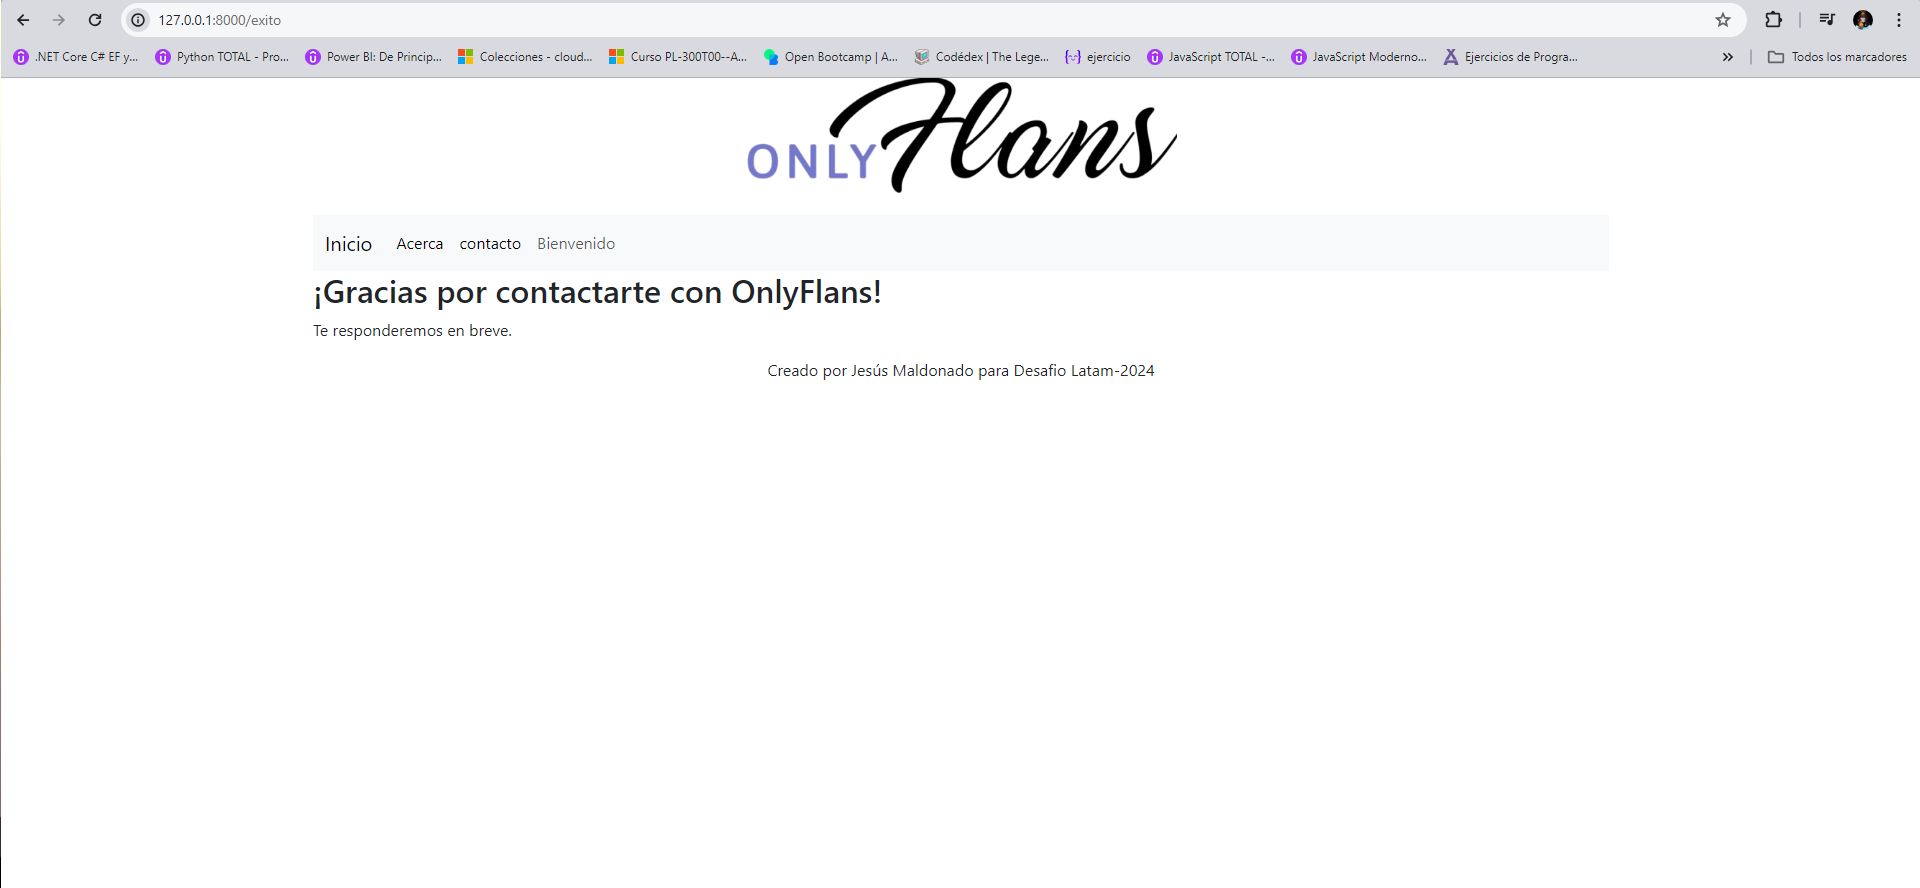 127.0.0.1:8000/exito
.NET Core C# EF y... Python TOTAL - Pro... Power BI: De Princip... Colecciones - cloud... Curso PL-300T00--A... Open Bootcamp | A... Codédex | The Lege... ejercicio JavaScript TOTAL -... JavaScript Moderno... Ejercicios de Progra... » Todos los marcadores
ONLY Flans
Inicio Acerca contacto Bienvenido
¡Gracias por contactarte con OnlyFlans!
Te responderemos en breve.
Creado por Jesús Maldonado para Desafio Latam-2024